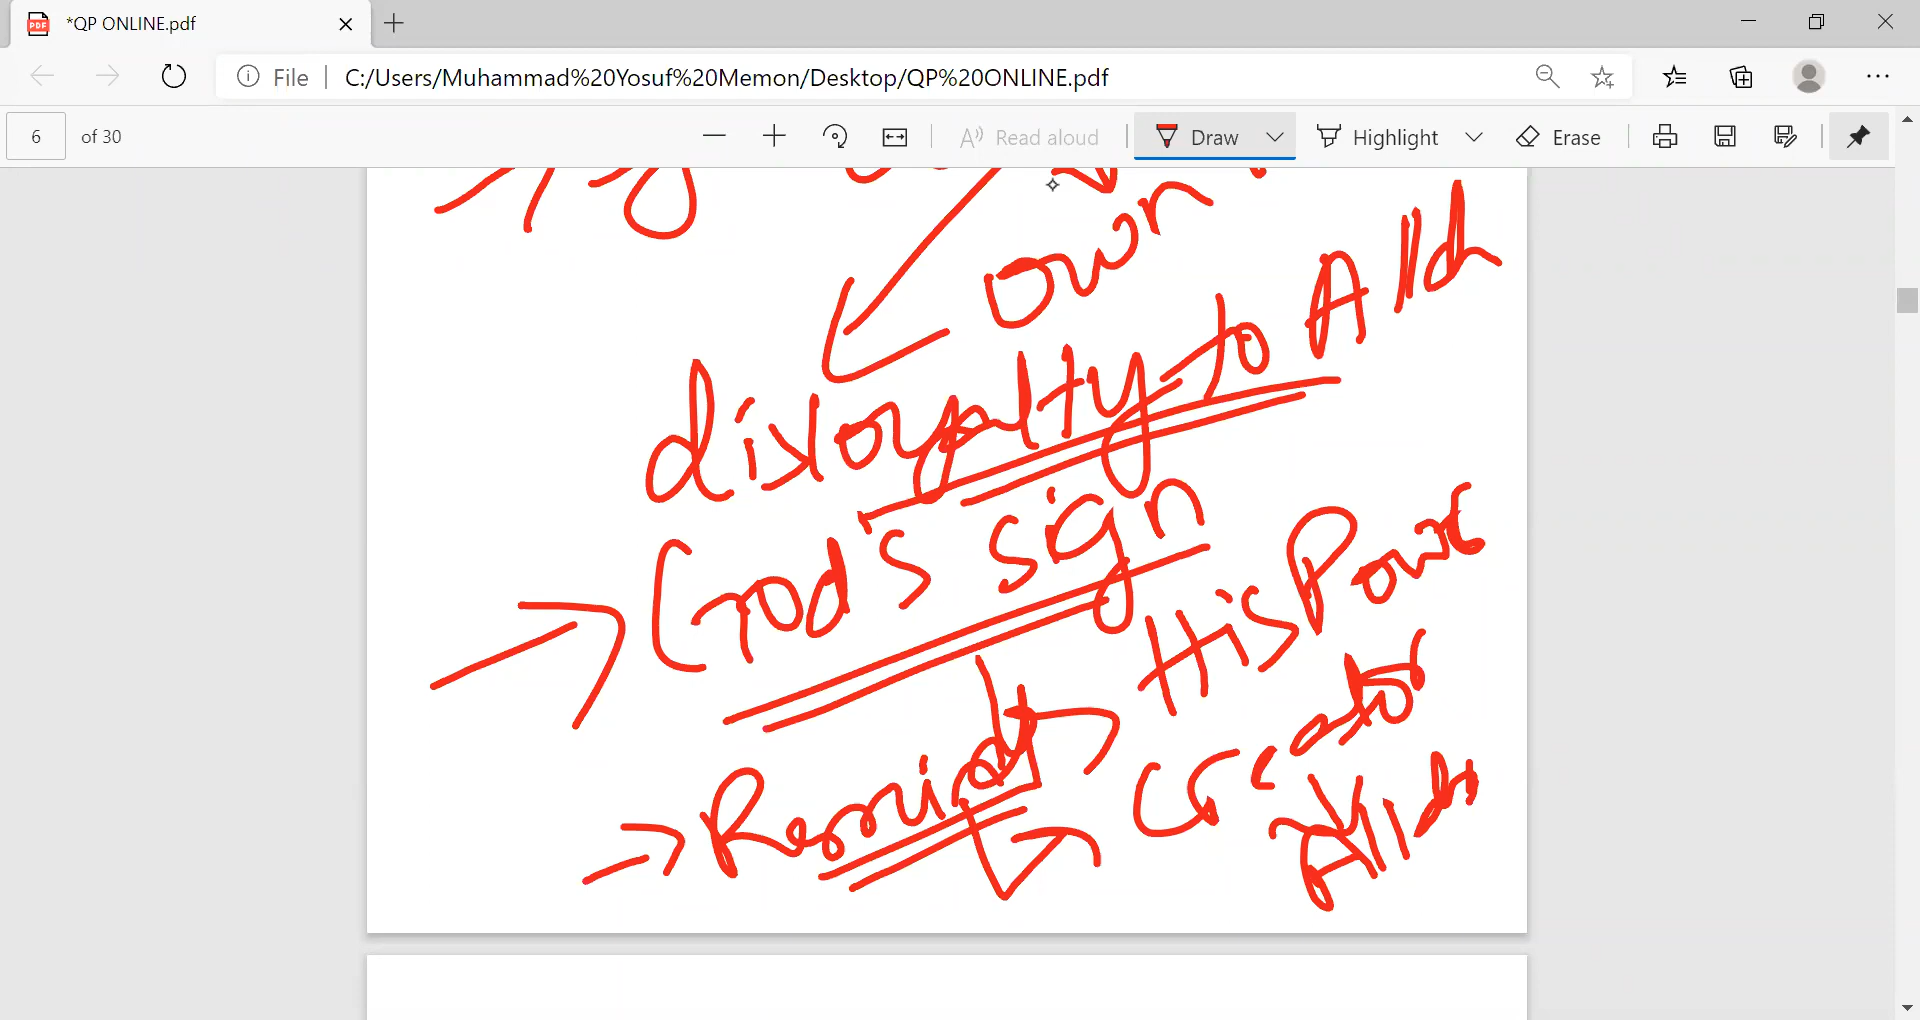 *QP ONLINE.pdf
File | C:/Users/Muhammad%20Yosuf%20Memon/Desktop/QP%20ONLINE.pdf
6 of 30
Read aloud
Draw
Highlight
Erase
own
disloyalty to Allah
God's sign
His Power
Remind
Creator
Allah